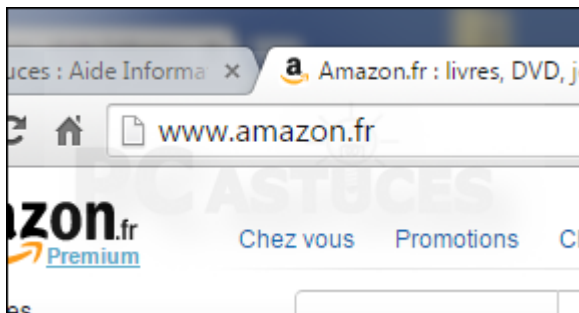 uces : Aide Informa
Amazon.fr : livres, DVD, j
www.amazon.fr
PC ASTUCES
azon.fr
Premium
Chez vous Promotions